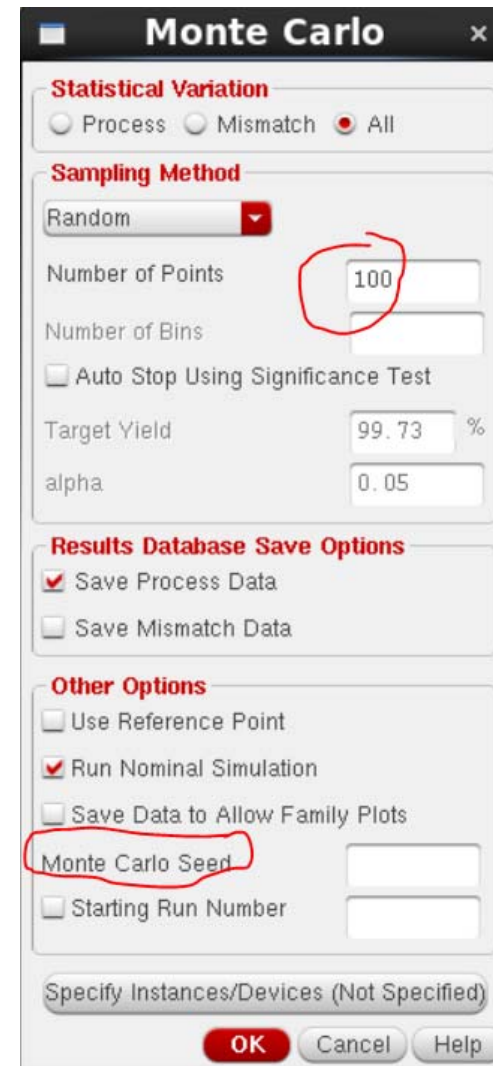 Monte Carlo
Statistical Variation
Process Mismatch All
Sampling Method
Random
Number of Points 100
Number of Bins
Auto Stop Using Significance Test
Target Yield 99.73 %
alpha 0.05
Results Database Save Options
Save Process Data
Save Mismatch Data
Other Options
Use Reference Point
Run Nominal Simulation
Save Data to Allow Family Plots
Monte Carlo Seed
Starting Run Number
Specify Instances/Devices (Not Specified)
OK Cancel Help